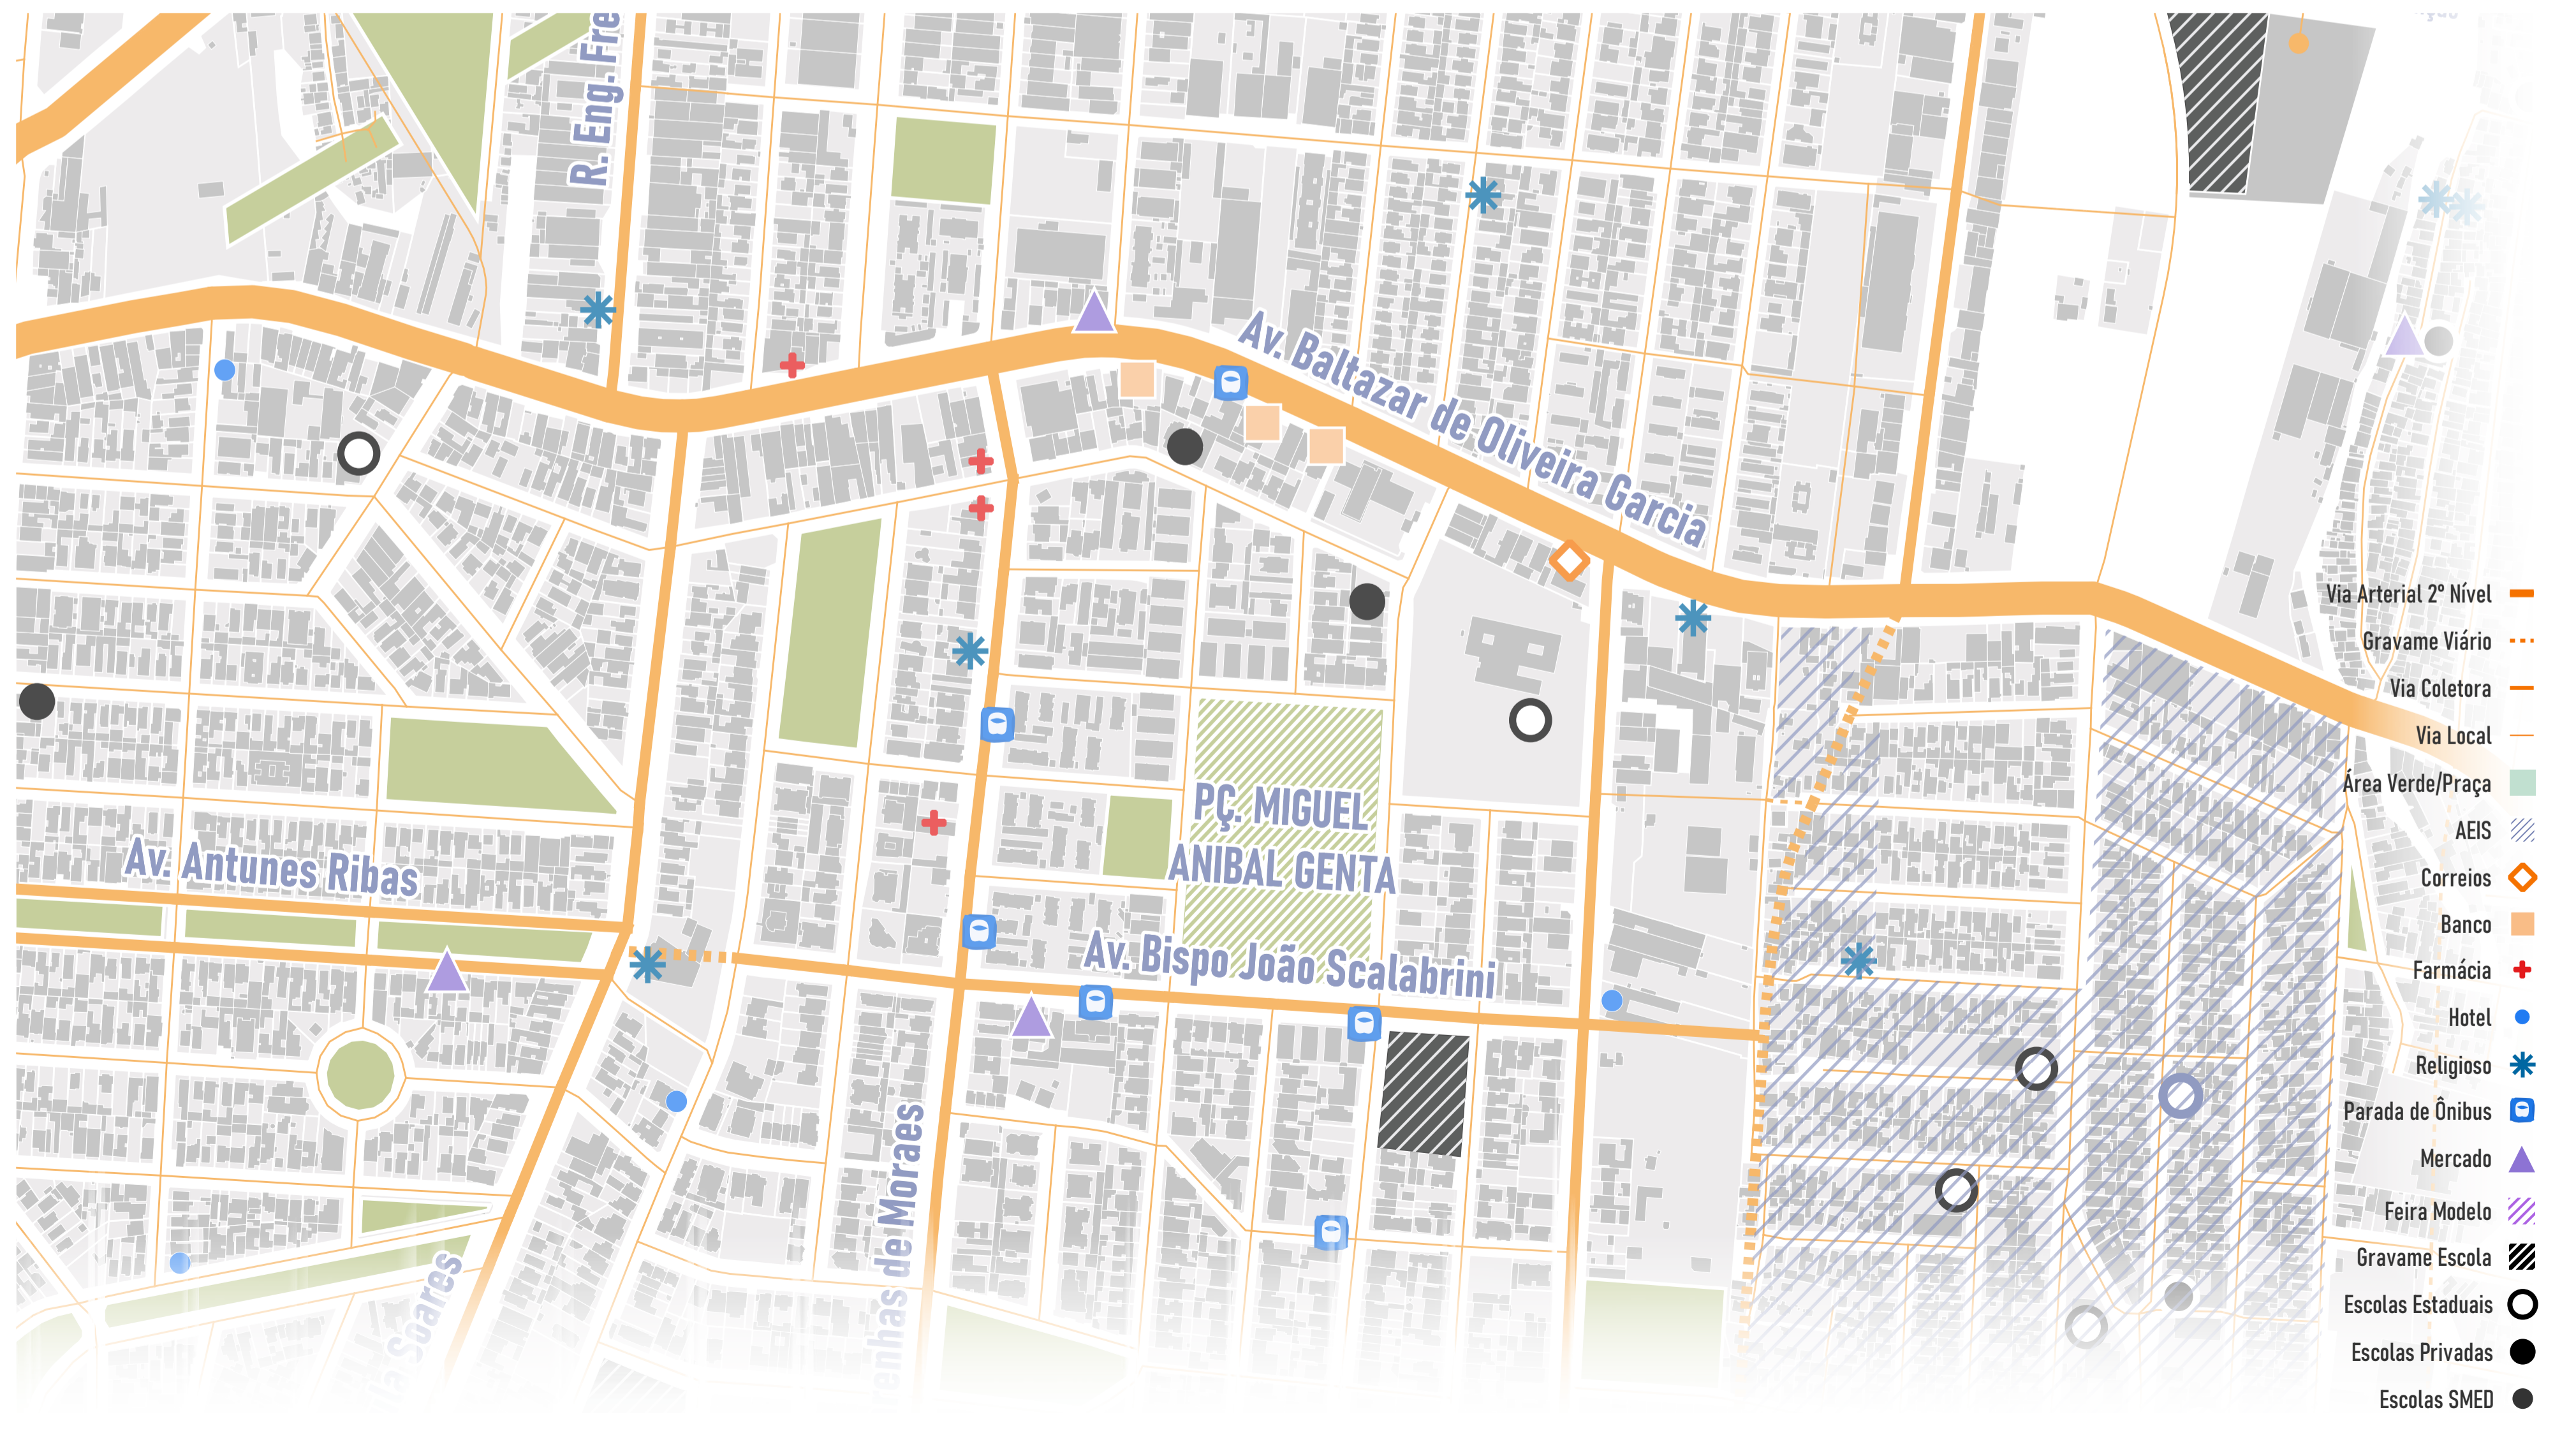 R. Eng. Fre
Av. Baltazar de Oliveira Garcia
PÇ. MIGUEL
ANIBAL GENTA
Av. Antunes Ribas
Av. Bispo João Scalabrini
renhas de Moraes
Soares
Via Arterial 2º Nível
Gravame Viário
Via Coletora
Via Local
Área Verde/Praça
AEIS
Correios
Banco
Farmácia
Hotel
Religioso
Parada de Ônibus
Mercado
Feira Modelo
Gravame Escola
Escolas Estaduais
Escolas Privadas
Escolas SMED